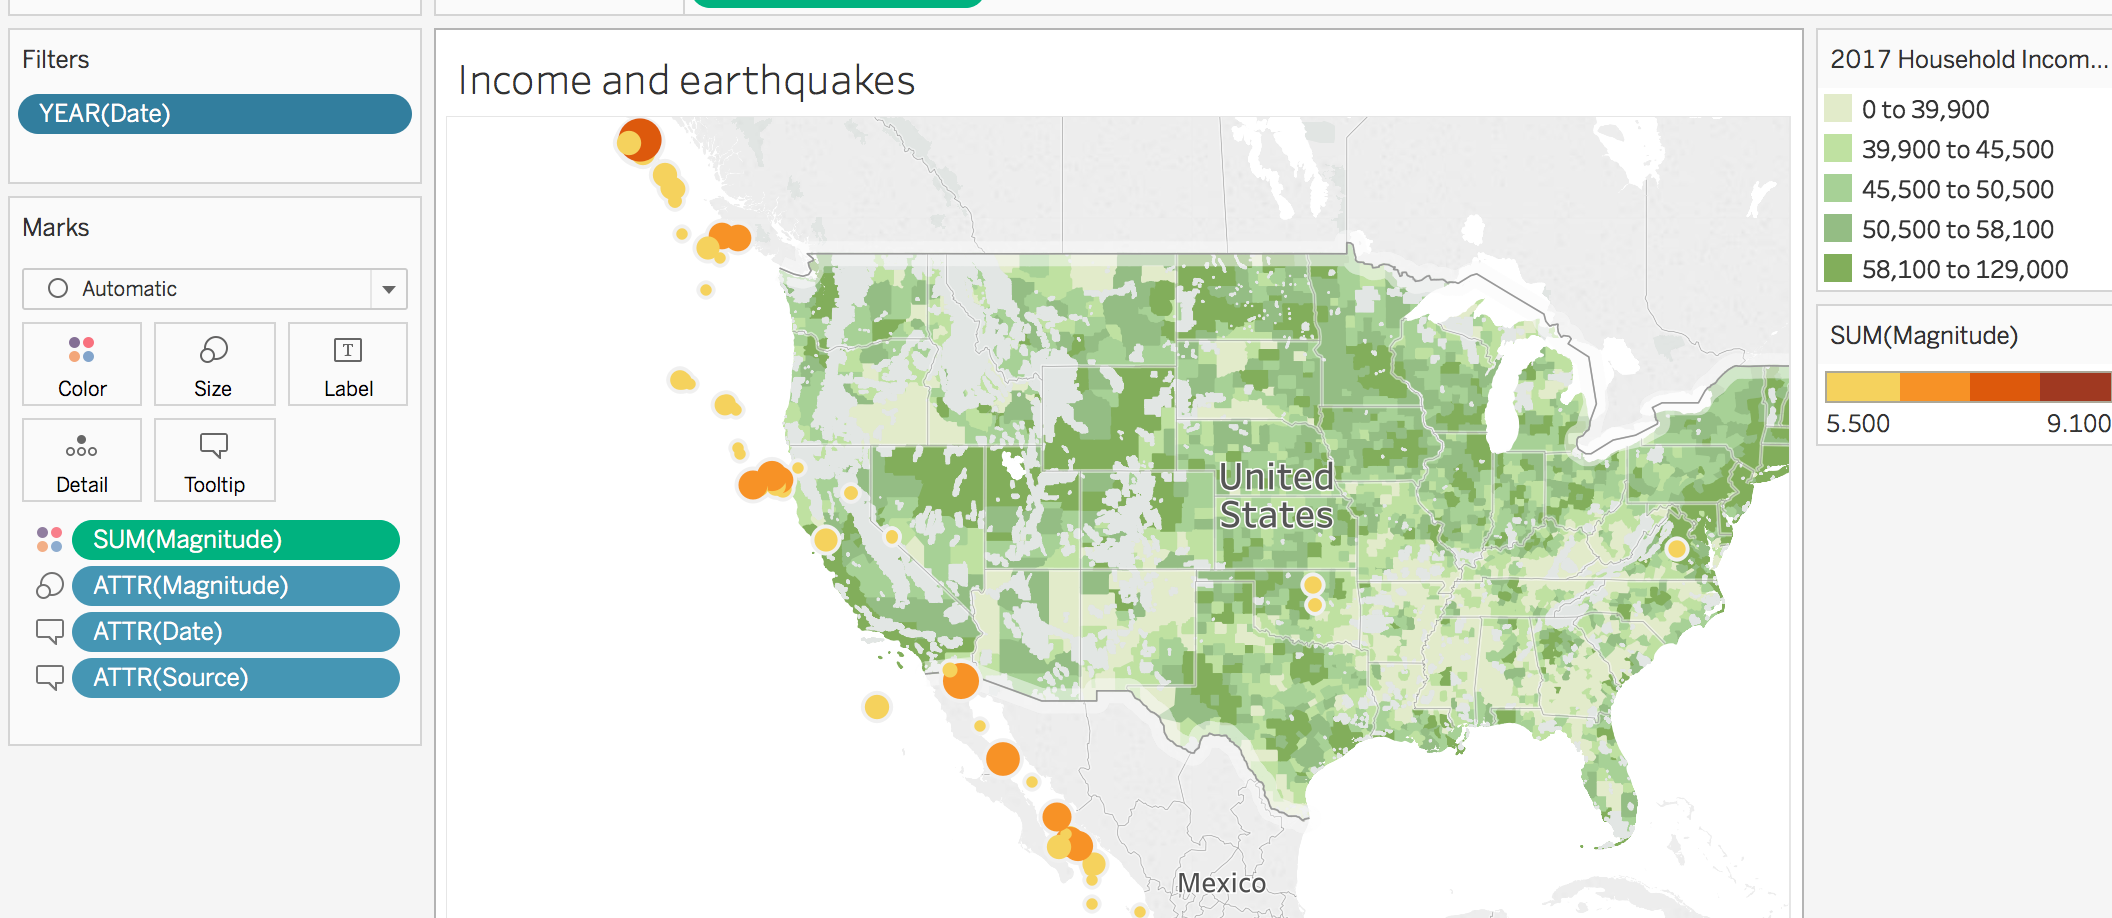 Filters
YEAR(Date)
Marks
Automatic
Color
Size
Label
Detail
Tooltip
SUM(Magnitude)
ATTR(Magnitude)
ATTR(Date)
ATTR(Source)
Income and earthquakes
United
States
Mexico
2017 Household Incom...
0 to 39,900
39,900 to 45,500
45,500 to 50,500
50,500 to 58,100
58,100 to 129,000
SUM(Magnitude)
5.500 9.100